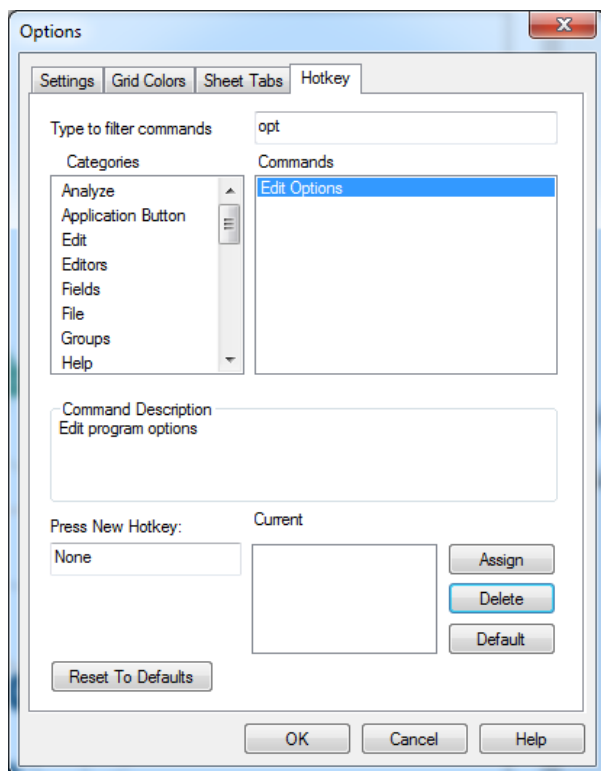 Options
Settings Grid Colors Sheet Tabs Hotkey
Type to filter commands opt
Categories Commands
Analyze Edit Options
Application Button
Edit
Editors
Fields
File
Groups
Help
Command Description
Edit program options
Press New Hotkey: Current
None Assign
Delete
Default
Reset To Defaults
OK Cancel Help